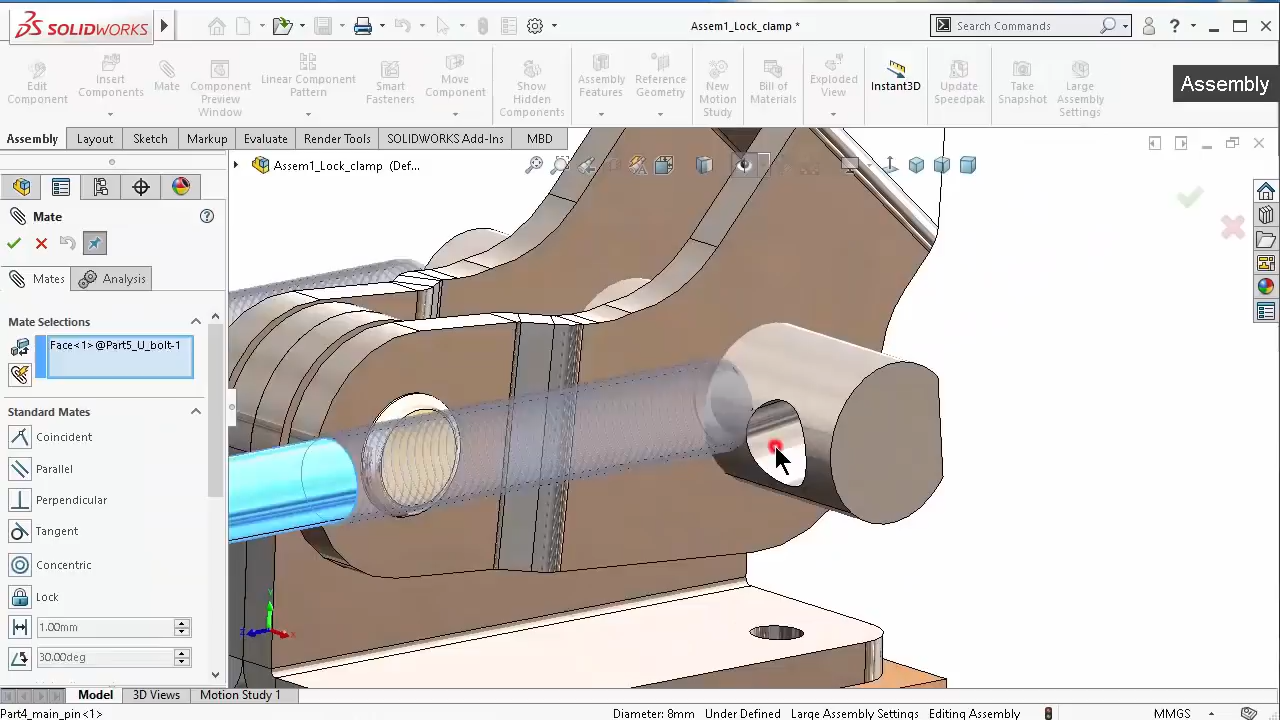 SOLIDWORKS
Assem1_Lock_clamp *
Search Commands
?
Edit Component
Insert Components
Mate
Component Preview Window
Linear Component Pattern
Smart Fasteners
Move Component
Show Hidden Components
Assembly Features
Reference Geometry
New Motion Study
Bill of Materials
Exploded View
Instant3D
Update Speedpak
Take Snapshot
Large Assembly Settings
Assembly
Assembly Layout Sketch Markup Evaluate Render Tools SOLIDWORKS Add-Ins MBD
Assem1_Lock_clamp (Def...
Mate
Mates Analysis
Mate Selections
Face<1>@Part5_U_bolt-1
Standard Mates
Coincident
Parallel
Perpendicular
Tangent
Concentric
Lock
1.00mm
30.00deg
Model 3D Views Motion Study 1
Part4_main_pin<1>
Diameter: 8mm Under Defined Large Assembly Settings Editing Assembly MMGS